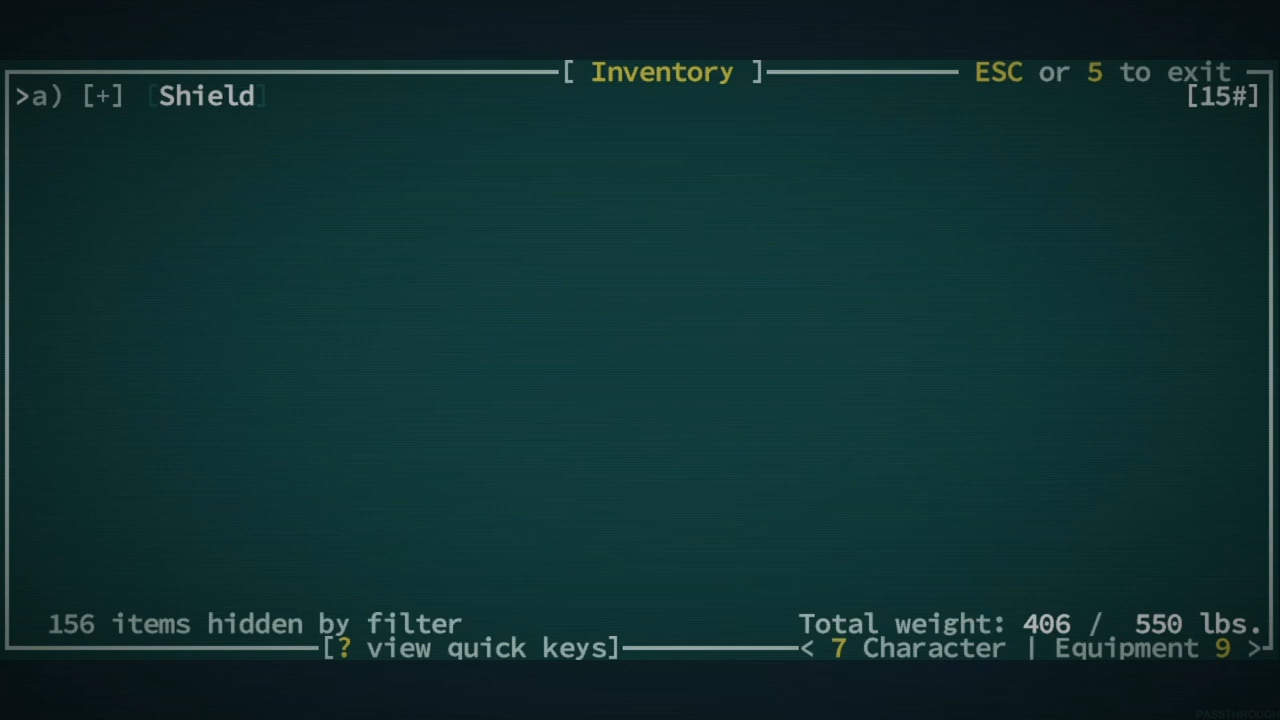 [ Inventory ] ESC or 5 to exit
>a) [+] [Shield] [15#]
156 items hidden by filter Total weight: 406 / 550 lbs.
[? view quick keys] < 7 Character | Equipment 9 >
PASSTHROUGH